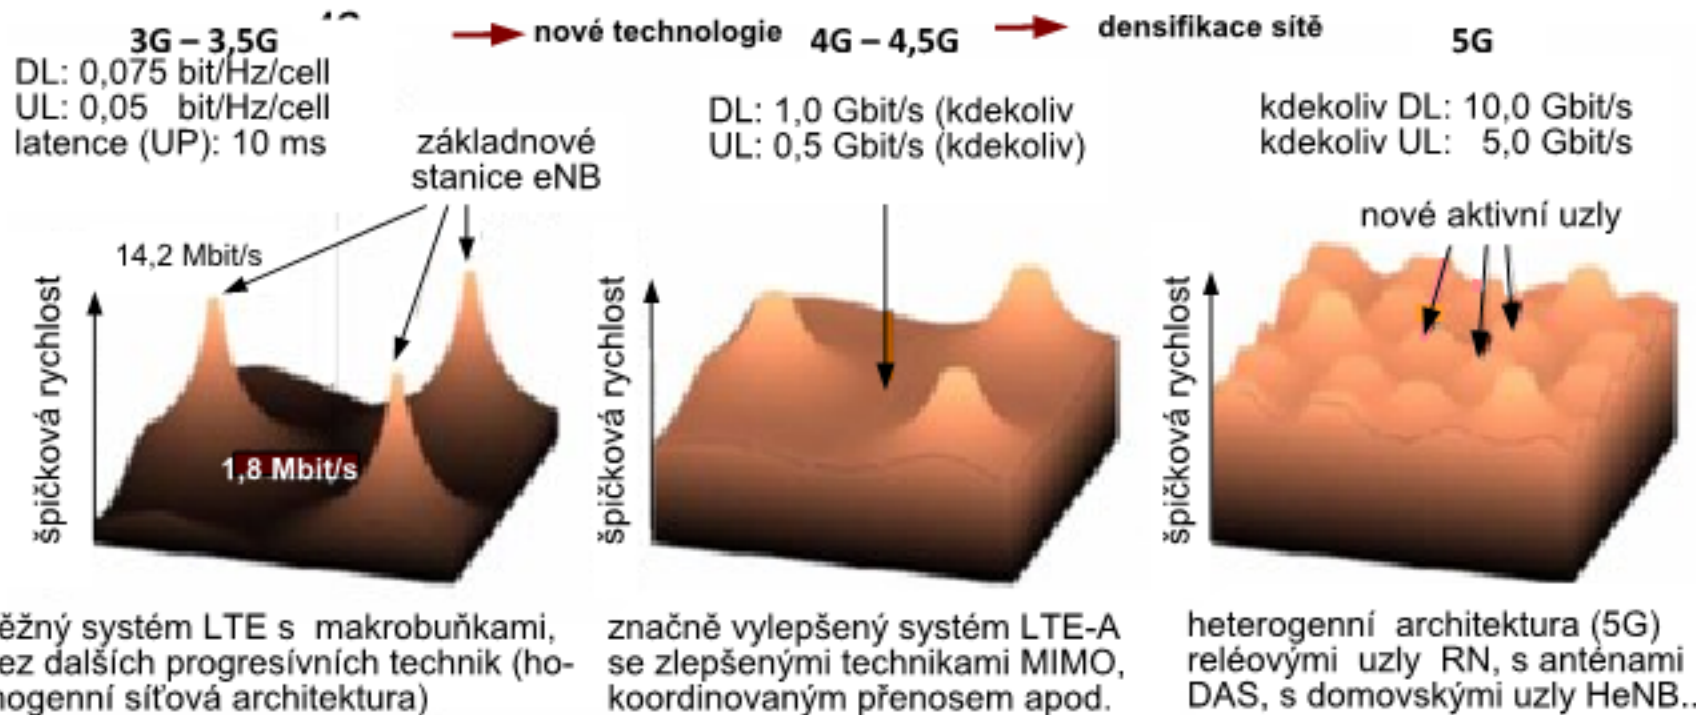 3G – 3,5G
nové technologie
4G – 4,5G
densifikace sítě
5G
DL: 0,075 bit/Hz/cell
UL: 0,05 bit/Hz/cell
latence (UP): 10 ms
základnové
stanice eNB
14,2 Mbit/s
1,8 Mbit/s
špičková rychlost
DL: 1,0 Gbit/s (kdekoliv
UL: 0,5 Gbit/s (kdekoliv)
špičková rychlost
kdekoliv DL: 10,0 Gbit/s
kdekoliv UL: 5,0 Gbit/s
nové aktivní uzly
špičková rychlost
ěžný systém LTE s makrobuňkami,
ez dalších progresívních technik (ho-
nogenní síťová architektura)
značně vylepšený systém LTE-A
se zlepšenými technikami MIMO,
koordinovaným přenosem apod.
heterogenní architektura (5G)
reléovými uzly RN, s anténami
DAS, s domovskými uzly HeNB..